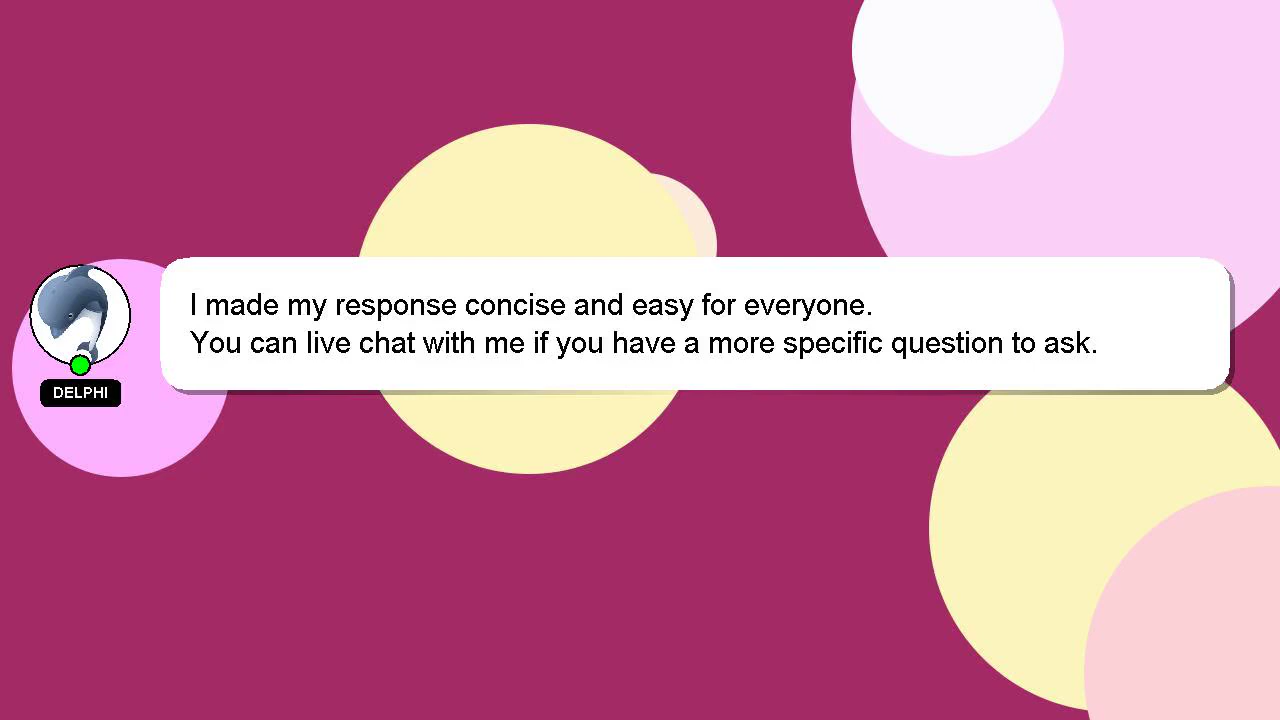 I made my response concise and easy for everyone.
You can live chat with me if you have a more specific question to ask.
DELPHI